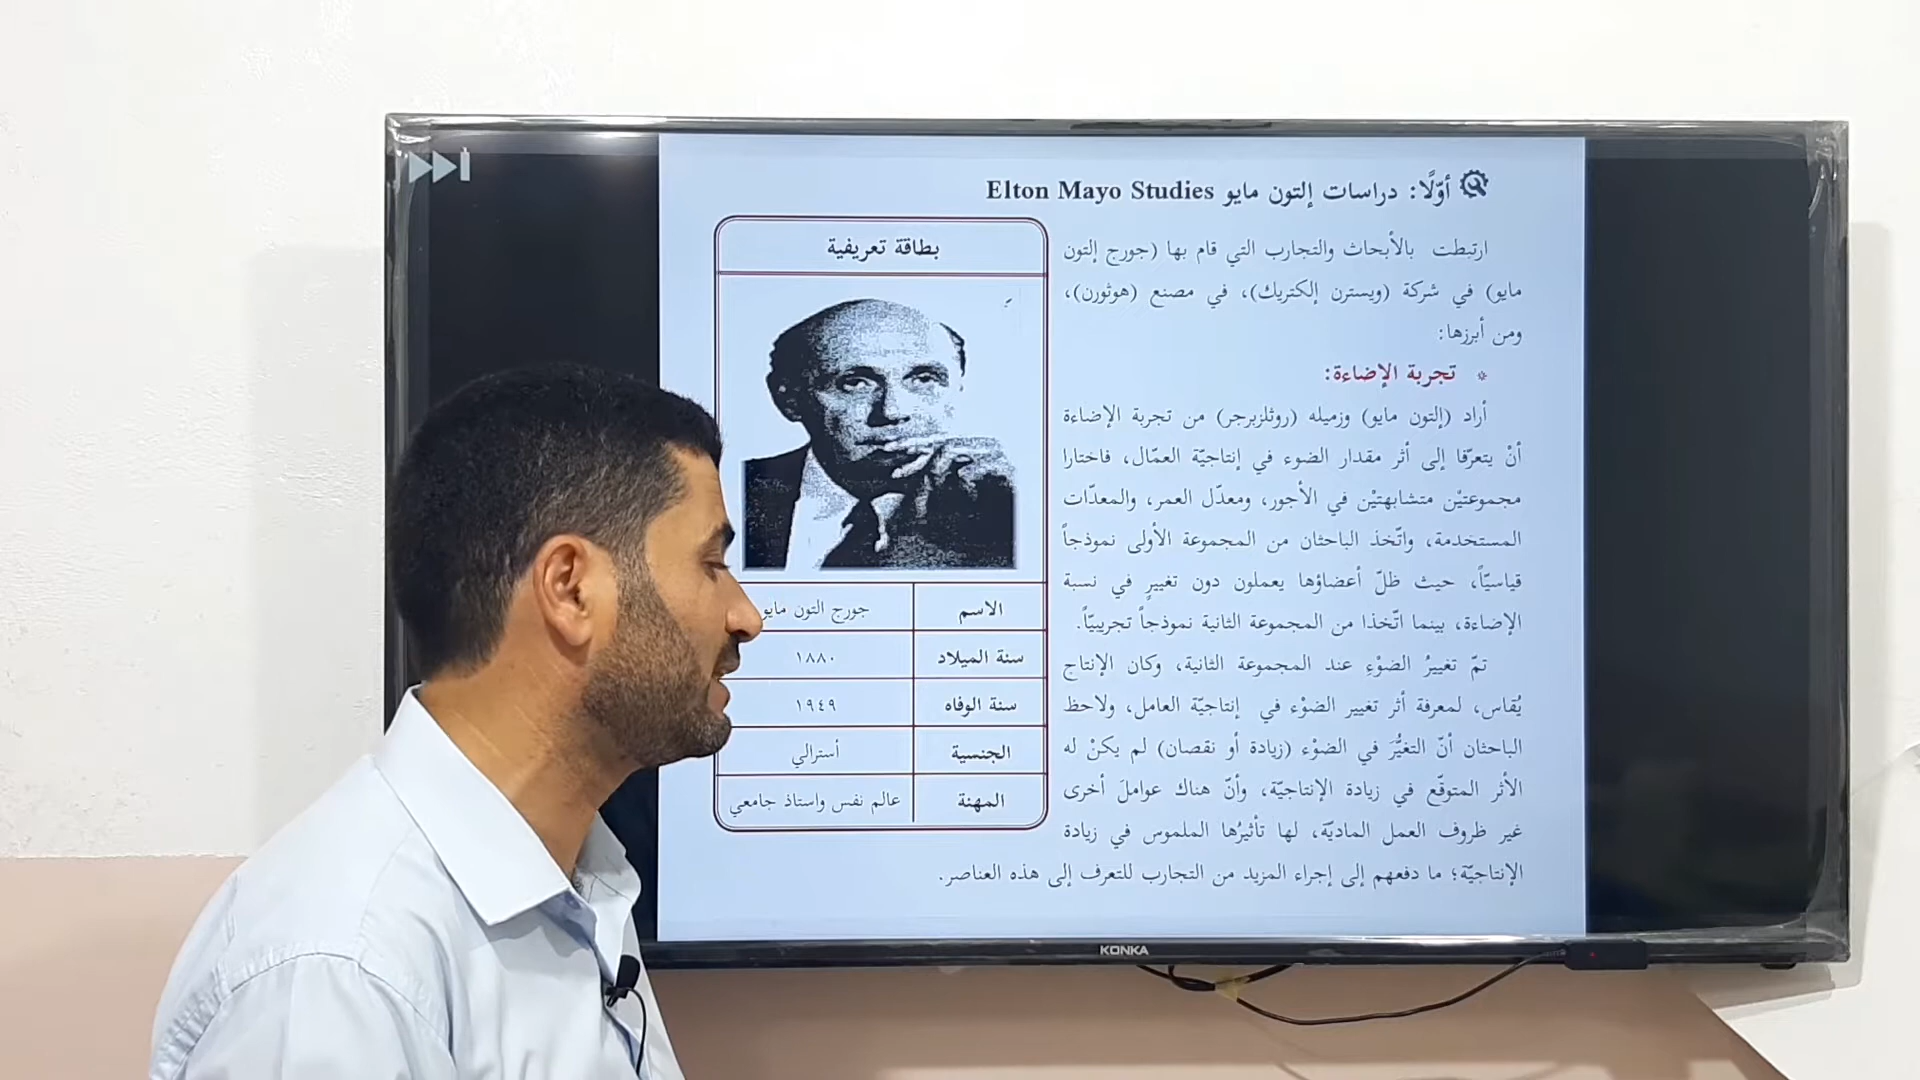 أوّلًا: دراسات إلتون مايو Elton Mayo Studies
ارتبطت بالأبحاث والتجارب التي قام بها (جورج إلتون
مايو) في شركة (ويسترن إلكتريك)، في مصنع (هوثورن)،
ومن أبرزها:
* تجربة الإضاءة:
أراد (إلتون مايو) وزميله (روثلزبرجر) من تجربة الإضاءة
أنْ يتعرّفا إلى أثر مقدار الضوء في إنتاجيّة العمّال، فاختارا
مجموعتيْن متشابهتيْن في الأجور، ومعدّل العمر، والمعدّات
المستخدمة، واتّخذ الباحثان من المجموعة الأولى نموذجاً
قياسيّاً، حيث ظلّ أعضاؤها يعملون دون تغييرٍ في نسبة
الإضاءة، بينما اتّخذا من المجموعة الثانية نموذجاً تجريبيّاً.
تمّ تغييرُ الضوْءِ عند المجموعة الثانية، وكان الإنتاج
يُقاس، لمعرفة أثر تغيير الضوْء في إنتاجيّة العامل، ولاحظ
الباحثان أنّ التغيُّرَ في الضوْء (زيادة أو نقصان) لم يكنْ له
الأثر المتوقّع في زيادة الإنتاجيّة، وأنّ هناك عواملَ أخرى
غير ظروف العمل الماديّة، لها تأثيرُها الملموس في زيادة
الإنتاجيّة؛ ما دفعهم إلى إجراء المزيد من التجارب للتعرف إلى هذه العناصر.
بطاقة تعريفية
الاسم جورج التون مايو
سنة الميلاد ١٨٨٠
سنة الوفاه ١٩٤٩
الجنسية أسترالي
المهنة عالم نفس واستاذ جامعي
KONKA